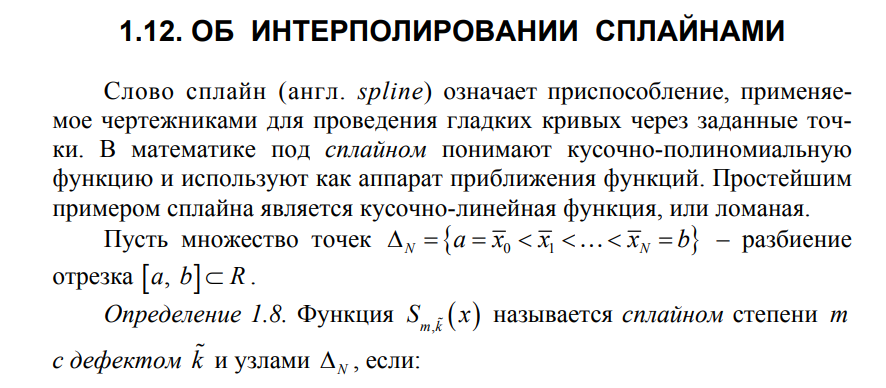 1.12. ОБ ИНТЕРПОЛИРОВАНИИ СПЛАЙНАМИ
Слово сплайн (англ. spline) означает приспособление, применяе-
мое чертежниками для проведения гладких кривых через заданные точ-
ки. В математике под сплайном понимают кусочно-полиномиальную
функцию и используют как аппарат приближения функций. Простейшим
примером сплайна является кусочно-линейная функция, или ломаная.
Пусть множество точек Δ_N = {a = x̅₀ < x̅₁ < … < x̅_N = b} – разбиение
отрезка [a, b] ⊂ R .
Определение 1.8. Функция S_{m,k̃}(x) называется сплайном степени m
с дефектом k̃ и узлами Δ_N , если: